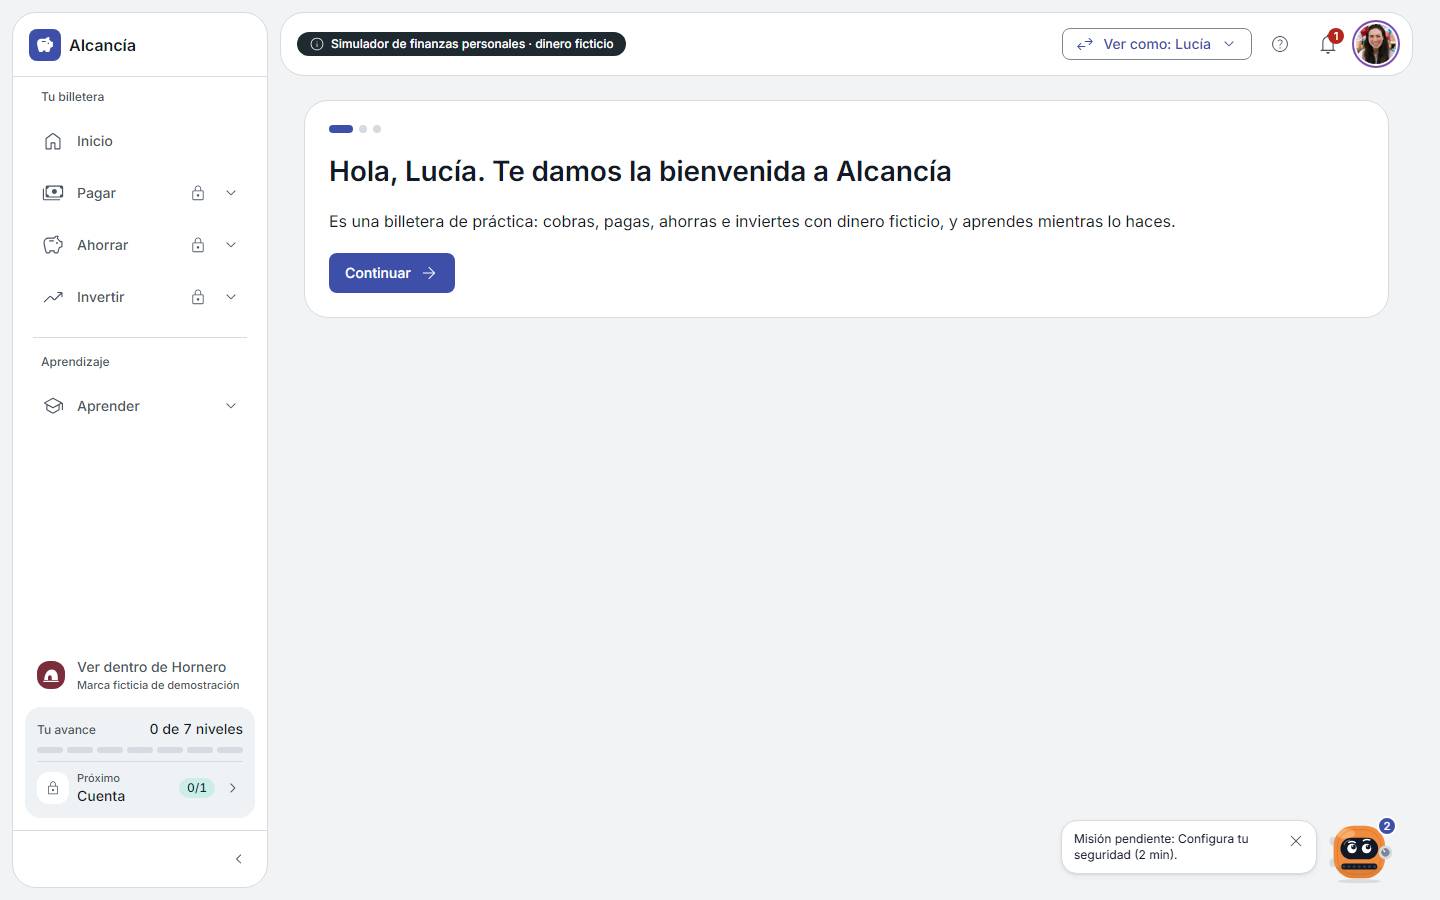 Alcancía
Simulador de finanzas personales · dinero ficticio
Ver como: Lucía
1
Tu billetera
Inicio
Pagar
Ahorrar
Invertir
Aprendizaje
Aprender
Hola, Lucía. Te damos la bienvenida a Alcancía
Es una billetera de práctica: cobras, pagas, ahorras e inviertes con dinero ficticio, y aprendes mientras lo haces.
Continuar
Ver dentro de Hornero
Marca ficticia de demostración
Tu avance 0 de 7 niveles
Próximo
Cuenta 0/1
Misión pendiente: Configura tu
seguridad (2 min).
2